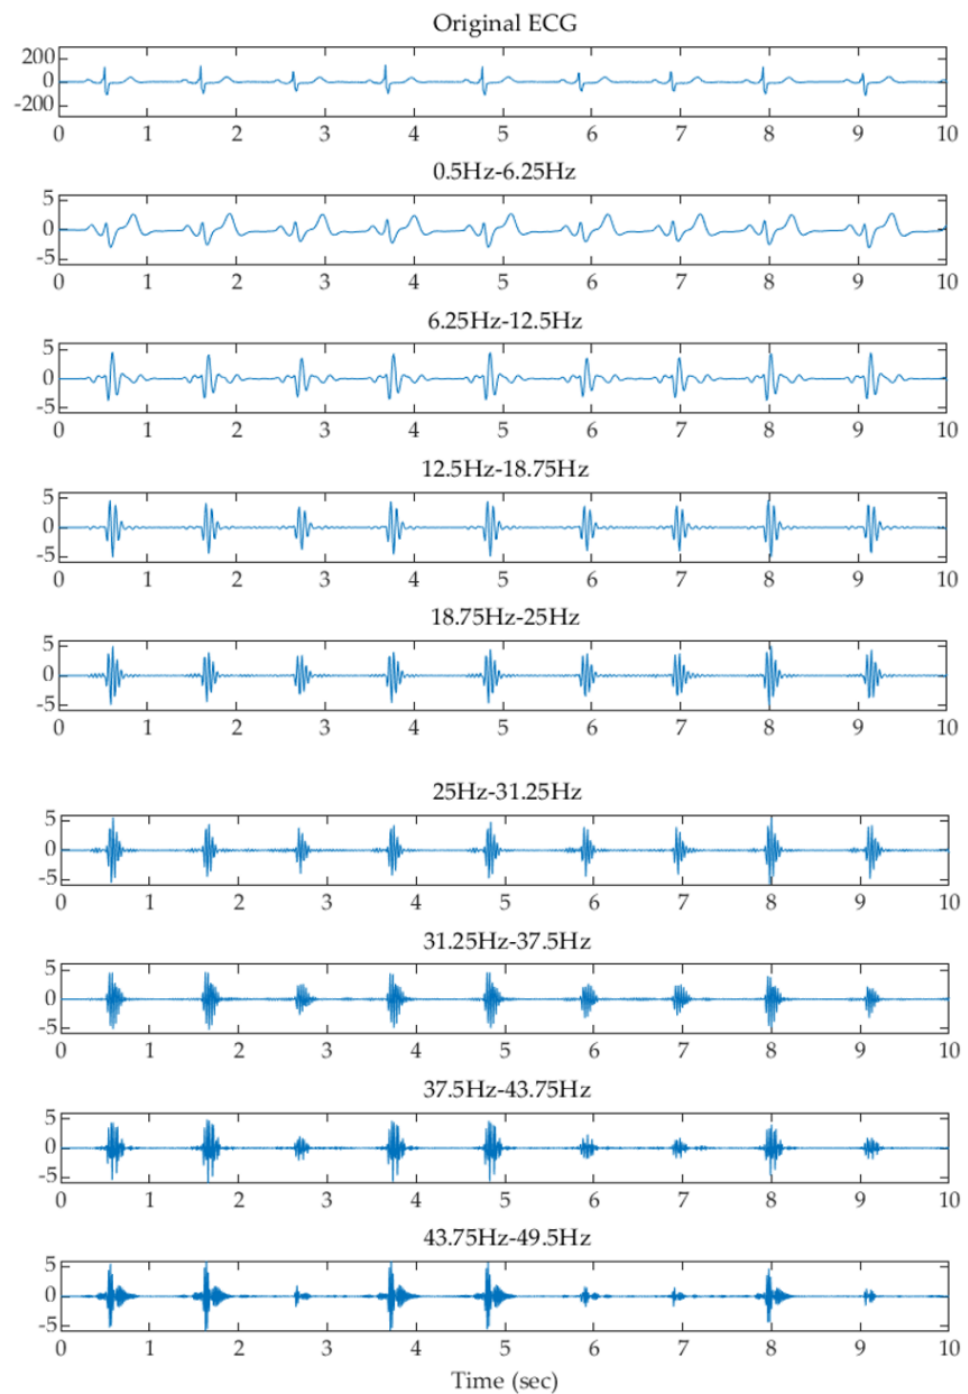 Original ECG
200
0
-200
0 1 2 3 4 5 6 7 8 9 10
0.5Hz-6.25Hz
5
0
-5
0 1 2 3 4 5 6 7 8 9 10
6.25Hz-12.5Hz
5
0
-5
0 1 2 3 4 5 6 7 8 9 10
12.5Hz-18.75Hz
5
0
-5
0 1 2 3 4 5 6 7 8 9 10
18.75Hz-25Hz
5
0
-5
0 1 2 3 4 5 6 7 8 9 10
25Hz-31.25Hz
5
0
-5
0 1 2 3 4 5 6 7 8 9 10
31.25Hz-37.5Hz
5
0
-5
0 1 2 3 4 5 6 7 8 9 10
37.5Hz-43.75Hz
5
0
-5
0 1 2 3 4 5 6 7 8 9 10
43.75Hz-49.5Hz
5
0
-5
0 1 2 3 4 5 6 7 8 9 10
Time (sec)